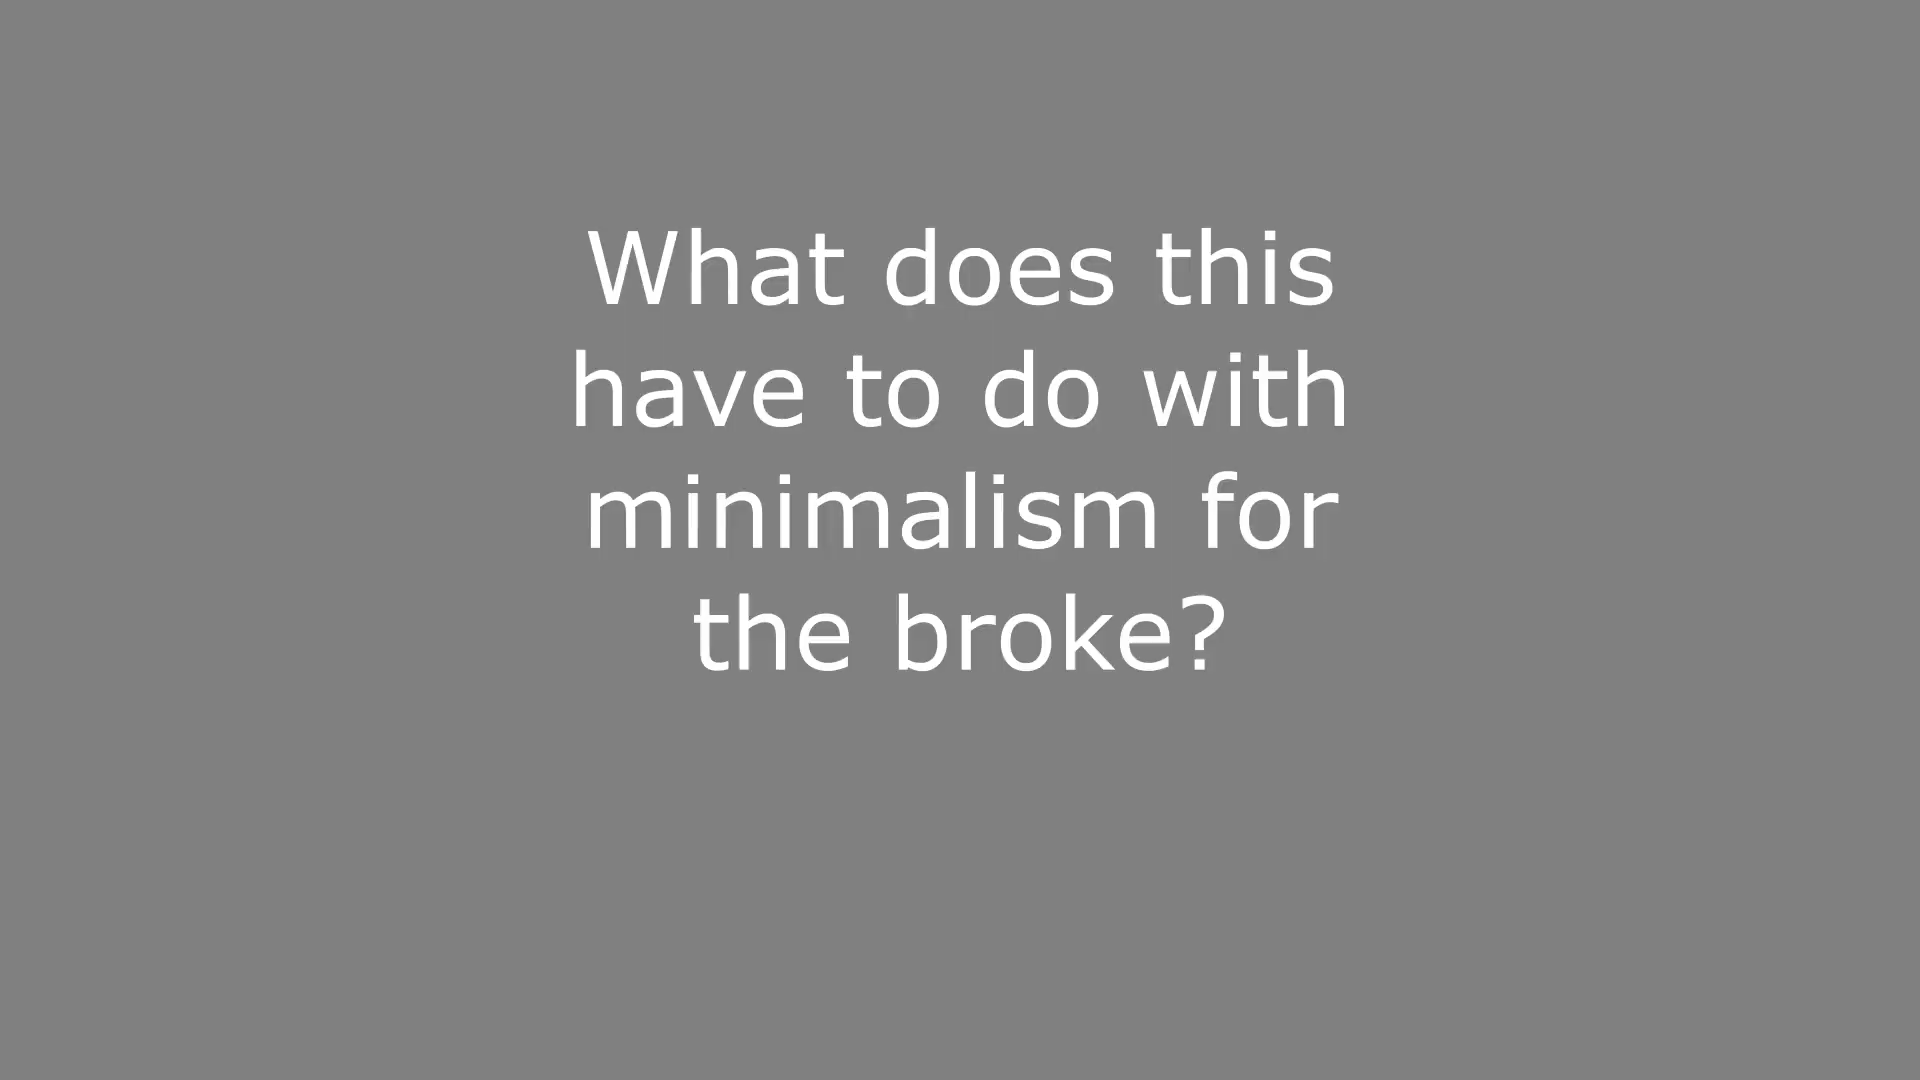 What does this
have to do with
minimalism for
the broke?